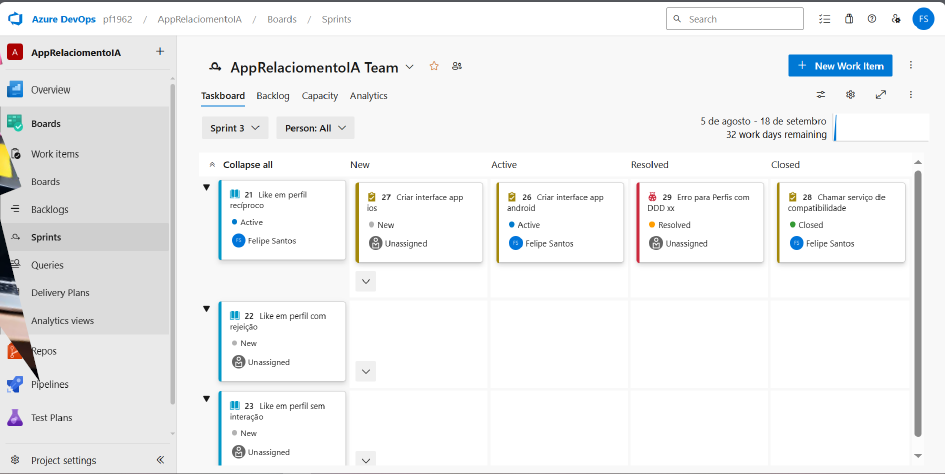 Azure DevOps pf1962 / AppRelaciomentoIA / Boards / Sprints Search FS
A AppRelaciomentoIA +
Overview
Boards
Work items
Boards
Backlogs
Sprints
Queries
Delivery Plans
Analytics views
Repos
Pipelines
Test Plans
Project settings
AppRelaciomentoIA Team
+ New Work Item
Taskboard Backlog Capacity Analytics
Sprint 3 Person: All
5 de agosto - 18 de setembro
32 work days remaining
Collapse all New Active Resolved Closed
21 Like em perfil
recíproco
Active
FS Felipe Santos
27 Criar interface app
ios
New
Unassigned
26 Criar interface app
android
Active
FS Felipe Santos
29 Erro para Perfis com
DDD xx
Resolved
Unassigned
28 Chamar serviço de
compatibilidade
Closed
FS Felipe Santos
22 Like em perfil com
rejeição
New
Unassigned
23 Like em perfil sem
interação
New
Unassigned